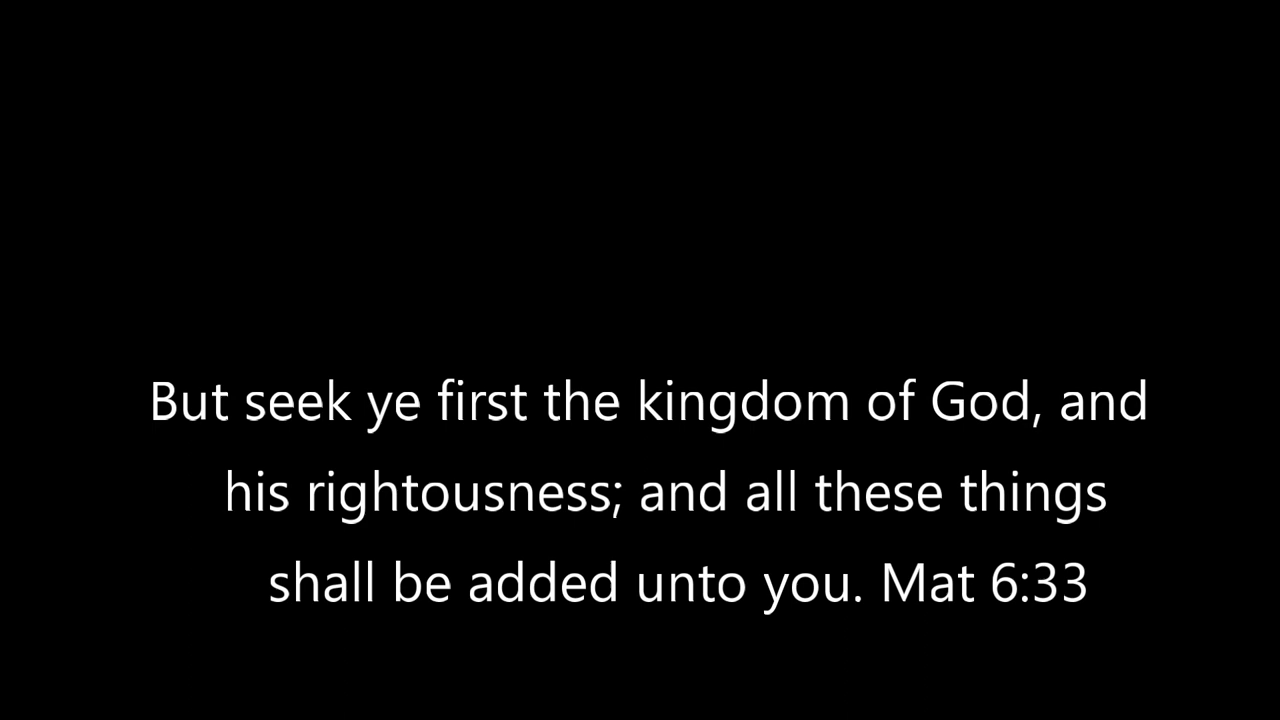 But seek ye first the kingdom of God, and
his rightousness; and all these things
shall be added unto you. Mat 6:33